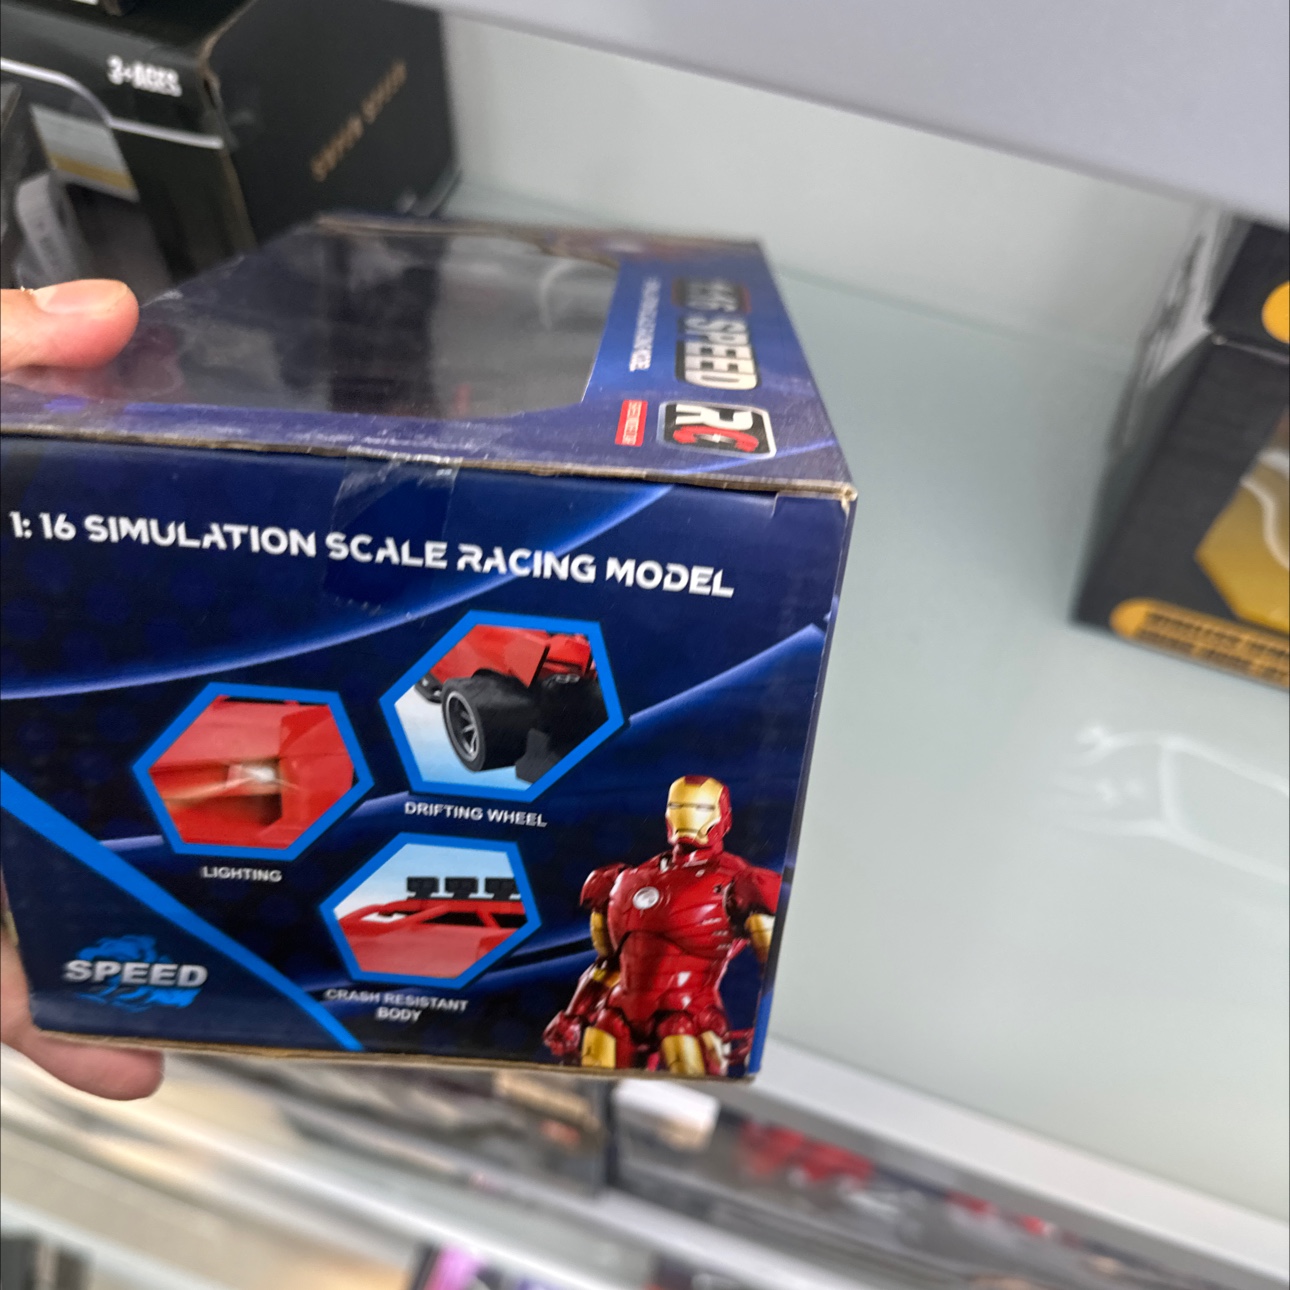 3+AGES
SPEED
RC
1: 16 SIMULATION SCALE RACING MODEL
DRIFTING WHEEL
LIGHTING
CRASH RESISTANT
BODY
SPEED